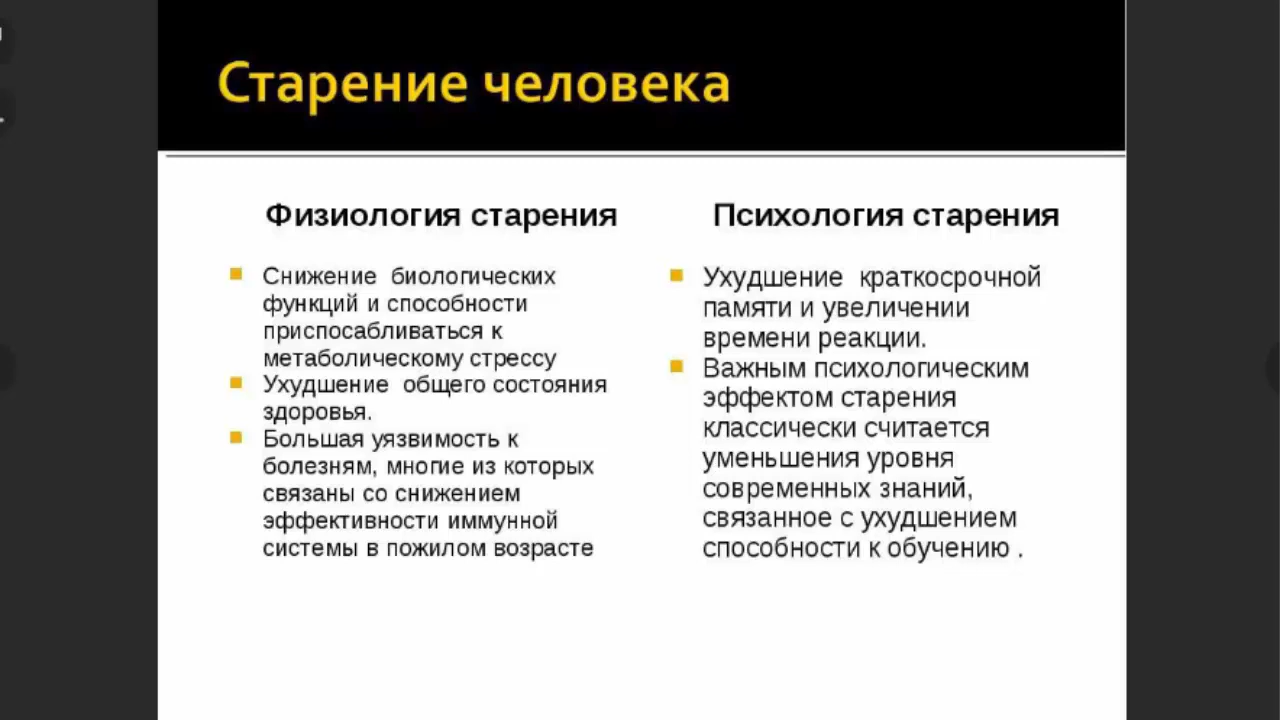 Старение человека
Физиология старения
Снижение биологических
функций и способности
приспосабливаться к
метаболическому стрессу
Ухудшение общего состояния
здоровья.
Большая уязвимость к
болезням, многие из которых
связаны со снижением
эффективности иммунной
системы в пожилом возрасте
Психология старения
Ухудшение краткосрочной
памяти и увеличении
времени реакции.
Важным психологическим
эффектом старения
классически считается
уменьшения уровня
современных знаний,
связанное с ухудшением
способности к обучению .